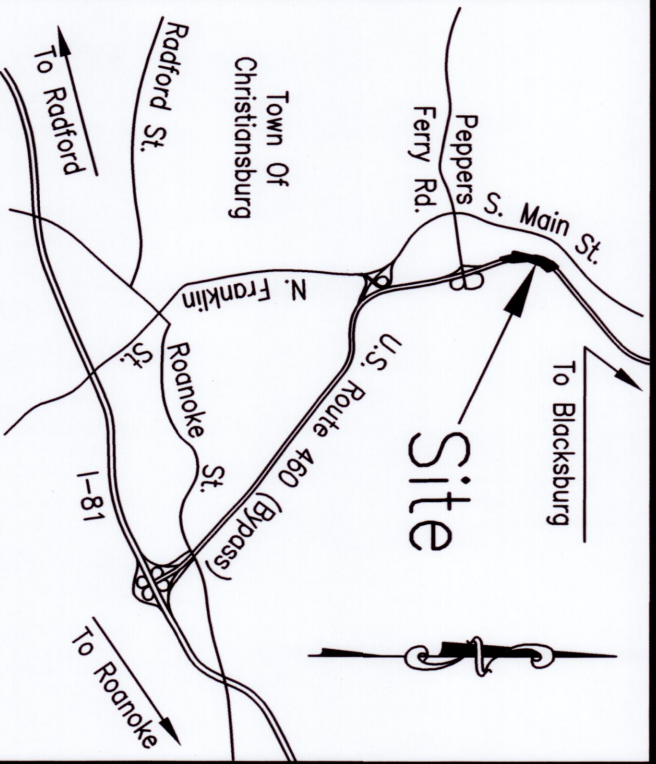 To Blacksburg
S. Main St.
Peppers
Ferry Rd.
Site
Town Of
Christiansburg
N. Franklin
St.
U.S. Route 460 (Bypass)
Radford St.
Roanoke
St.
To Radford
I-81
To Roanoke